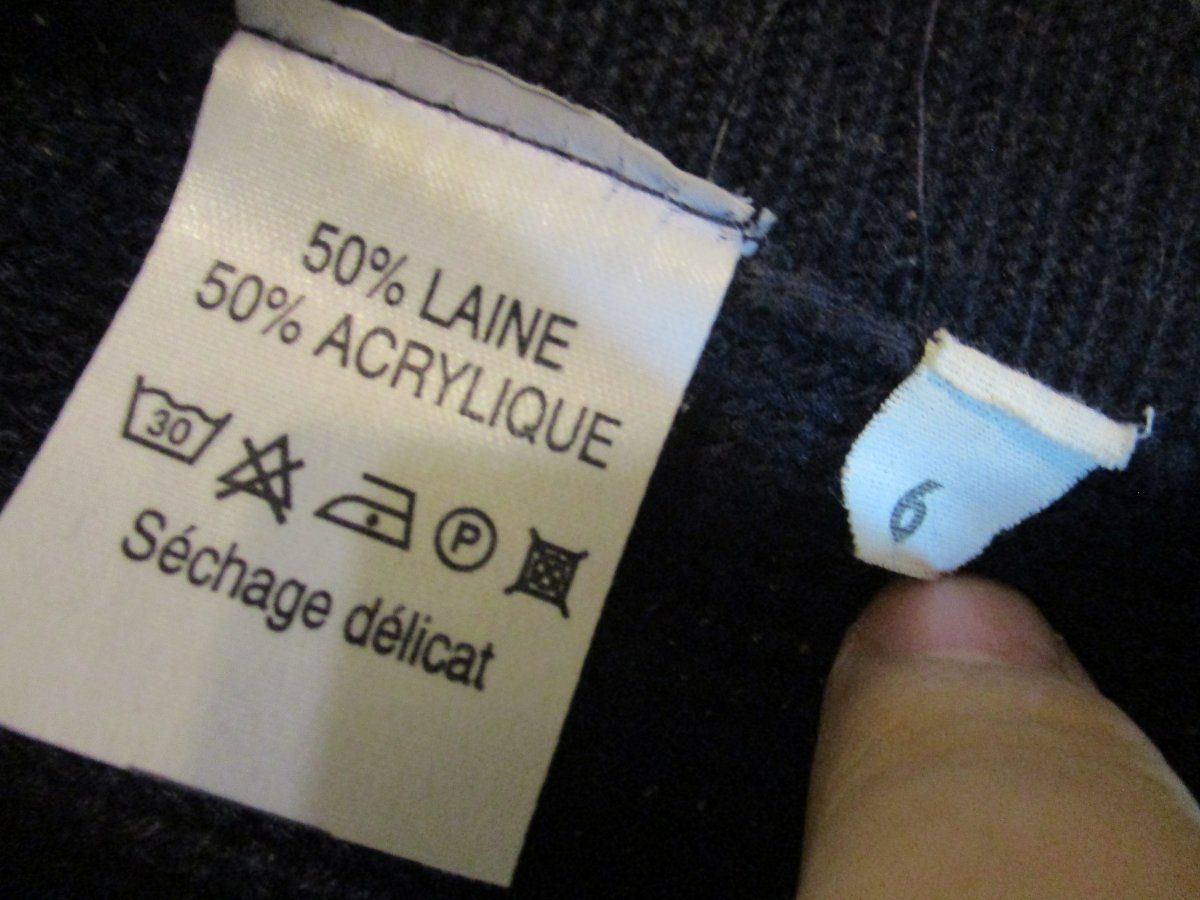 50% LAINE
50% ACRYLIQUE
30 P
Séchage délicat
6